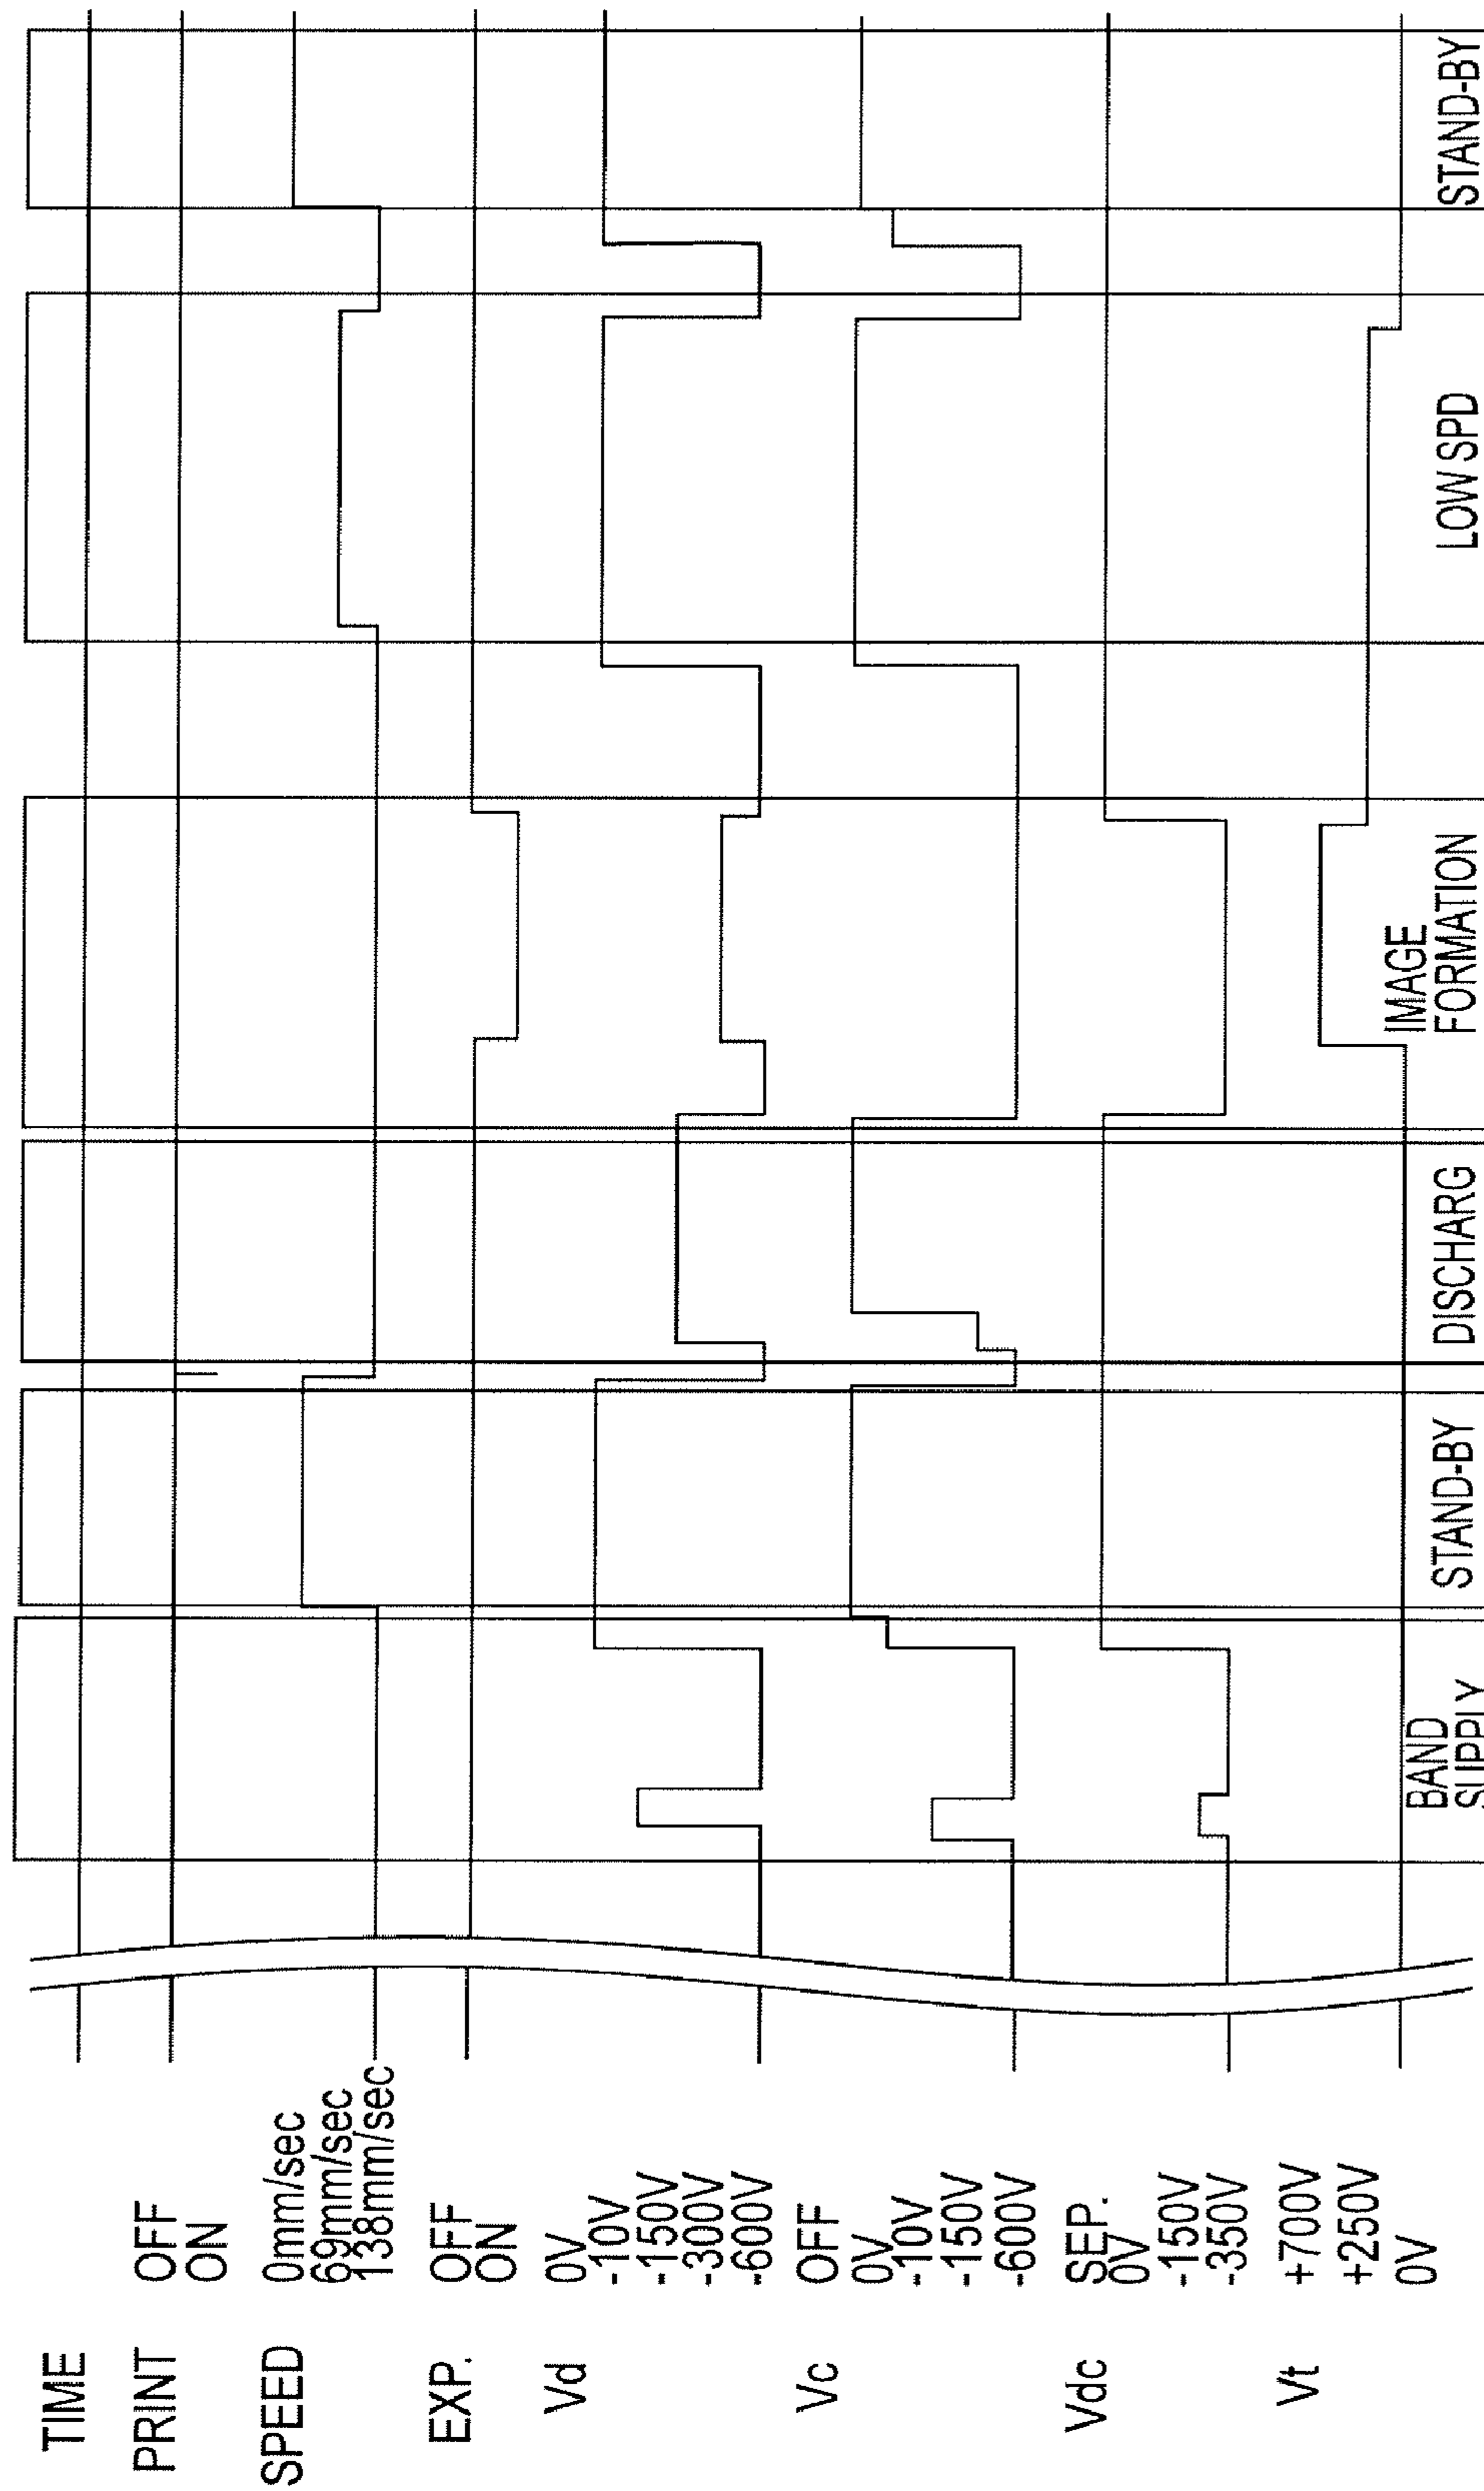 TIME
PRINT
OFF
ON
SPEED
0mm/sec
69mm/sec
138mm/sec
EXP.
OFF
ON
Vd
0V
-10V
-150V
-300V
-600V
Vc
OFF
0V
-10V
-150V
-600V
Vdc
SEP.
0V
-150V
-350V
Vt
+700V
+250V
0V
BAND
SUPPLY
STAND-BY
DISCHARG
IMAGE
FORMATION
LOW SPD
STAND-BY